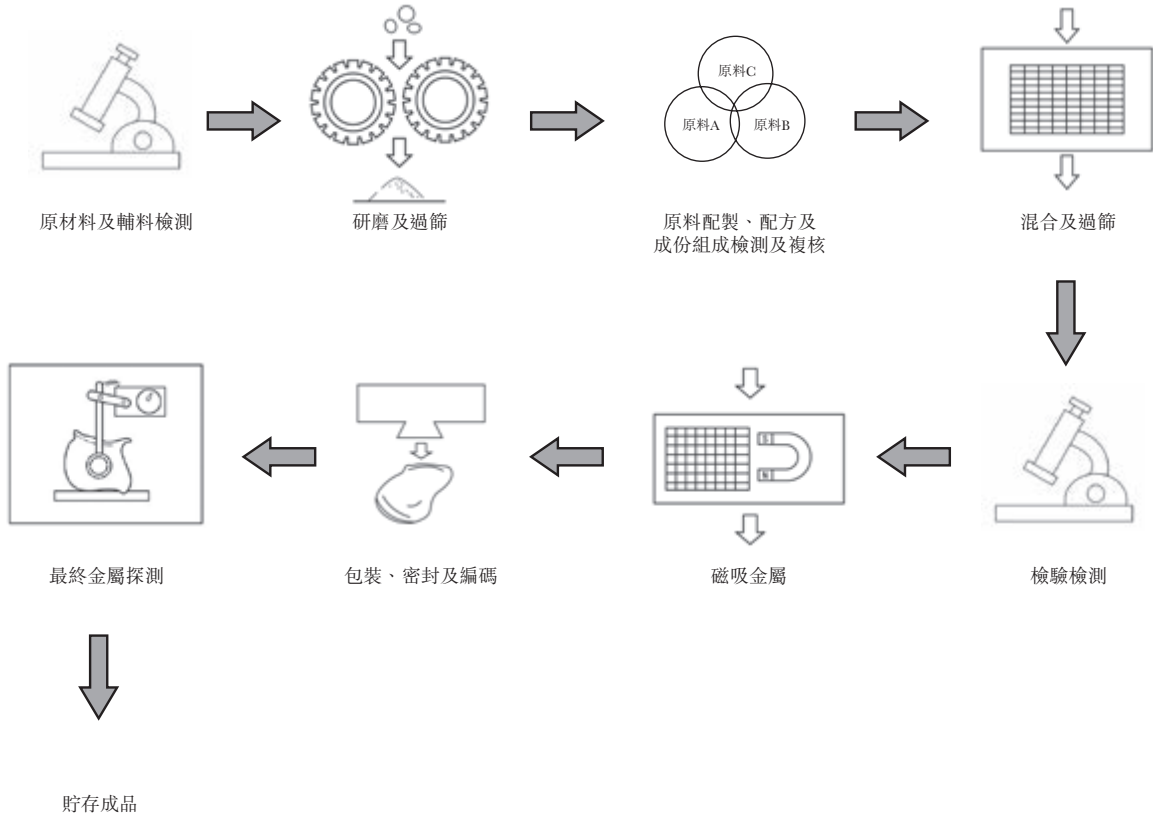 原料C
原料A
原料B
原材料及輔料檢測
研磨及過篩
原料配製、配方及
成份組成檢測及複核
混合及過篩
S
N
最終金屬探測
包裝、密封及編碼
磁吸金屬
檢驗檢測
貯存成品